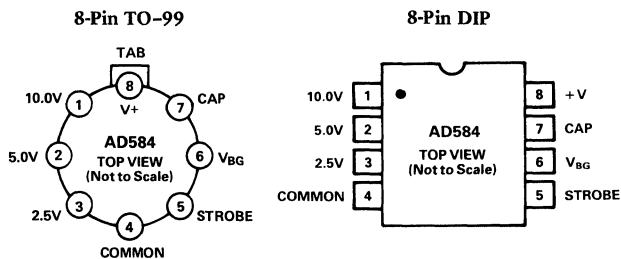 8-Pin TO-99
TAB
8
V+
10.0V
1
7
CAP
AD584
5.0V
2
TOP VIEW
(Not to Scale)
6
VBG
2.5V
3
5
STROBE
4
COMMON
8-Pin DIP
10.0V
1
8
+V
5.0V
2
AD584
7
CAP
2.5V
3
TOP VIEW
(Not to Scale)
6
VBG
COMMON
4
5
STROBE